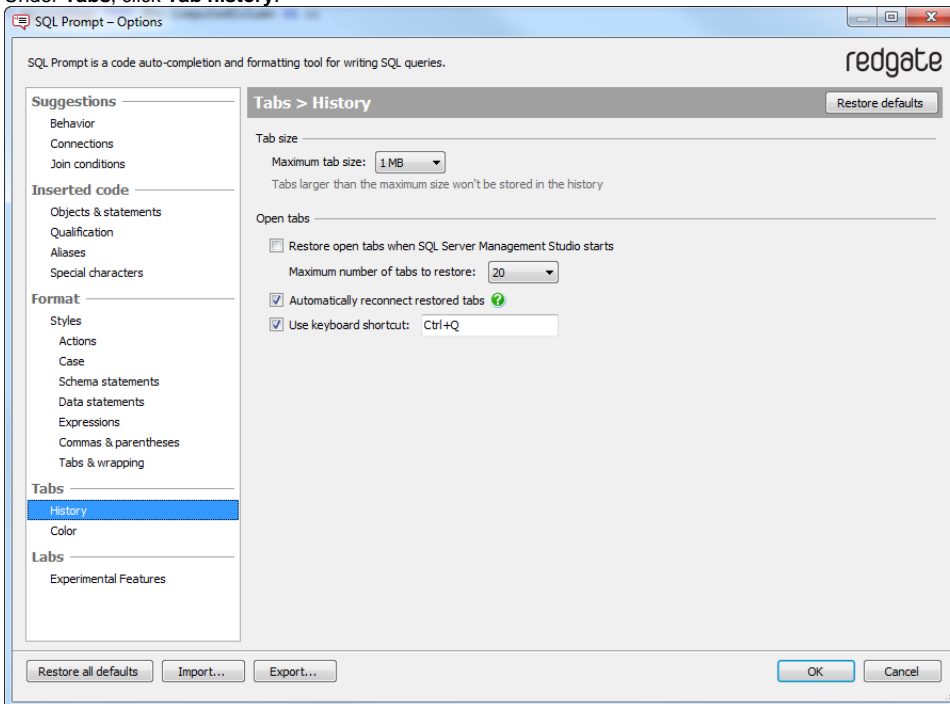 Under Tabs, click Tab history.
SQL Prompt – Options
SQL Prompt is a code auto-completion and formatting tool for writing SQL queries.
redgate
Suggestions
Behavior
Connections
Join conditions
Inserted code
Objects & statements
Qualification
Aliases
Special characters
Format
Styles
Actions
Case
Schema statements
Data statements
Expressions
Commas & parentheses
Tabs & wrapping
Tabs
History
Color
Labs
Experimental Features
Tabs > History
Restore defaults
Tab size
Maximum tab size: 1 MB
Tabs larger than the maximum size won't be stored in the history
Open tabs
Restore open tabs when SQL Server Management Studio starts
Maximum number of tabs to restore: 20
Automatically reconnect restored tabs ?
Use keyboard shortcut: Ctrl+Q
Restore all defaults Import... Export... OK Cancel